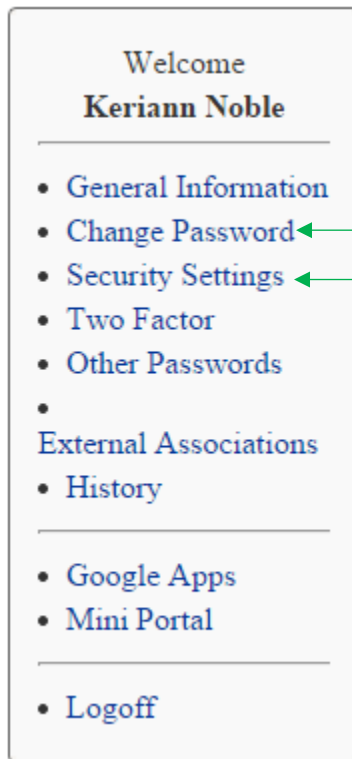 Welcome
Keriann Noble
General Information
Change Password
Security Settings
Two Factor
Other Passwords
External Associations
History
Google Apps
Mini Portal
Logoff